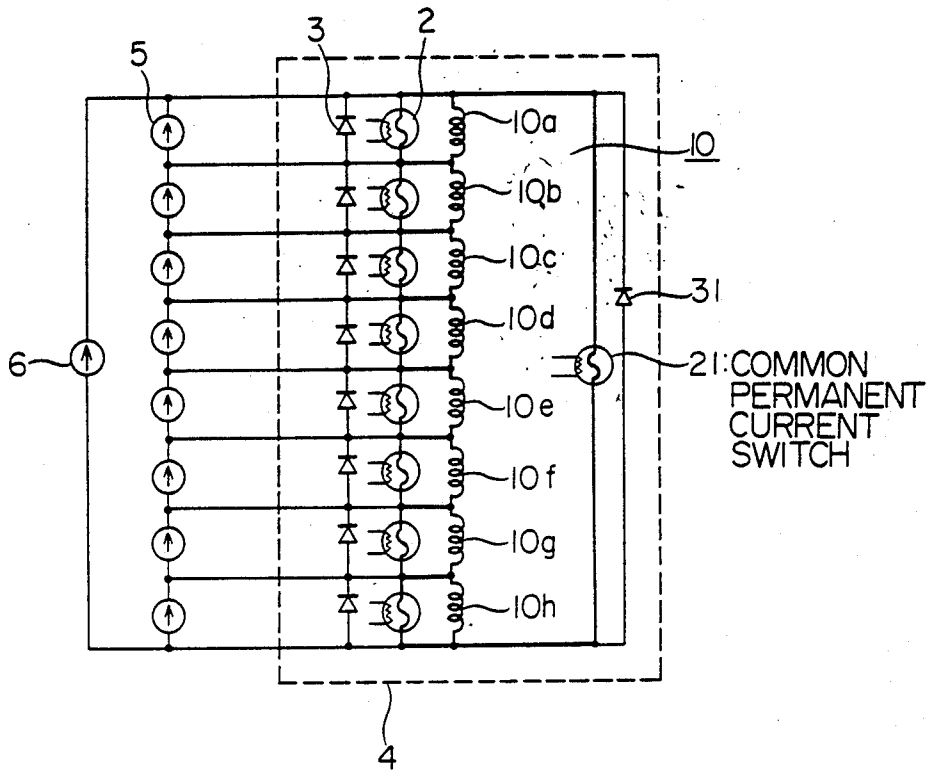 3
2
5
10a
10
10b
10c
31
10d
6
21: COMMON
PERMANENT
CURRENT
SWITCH
10e
10f
10g
10h
4